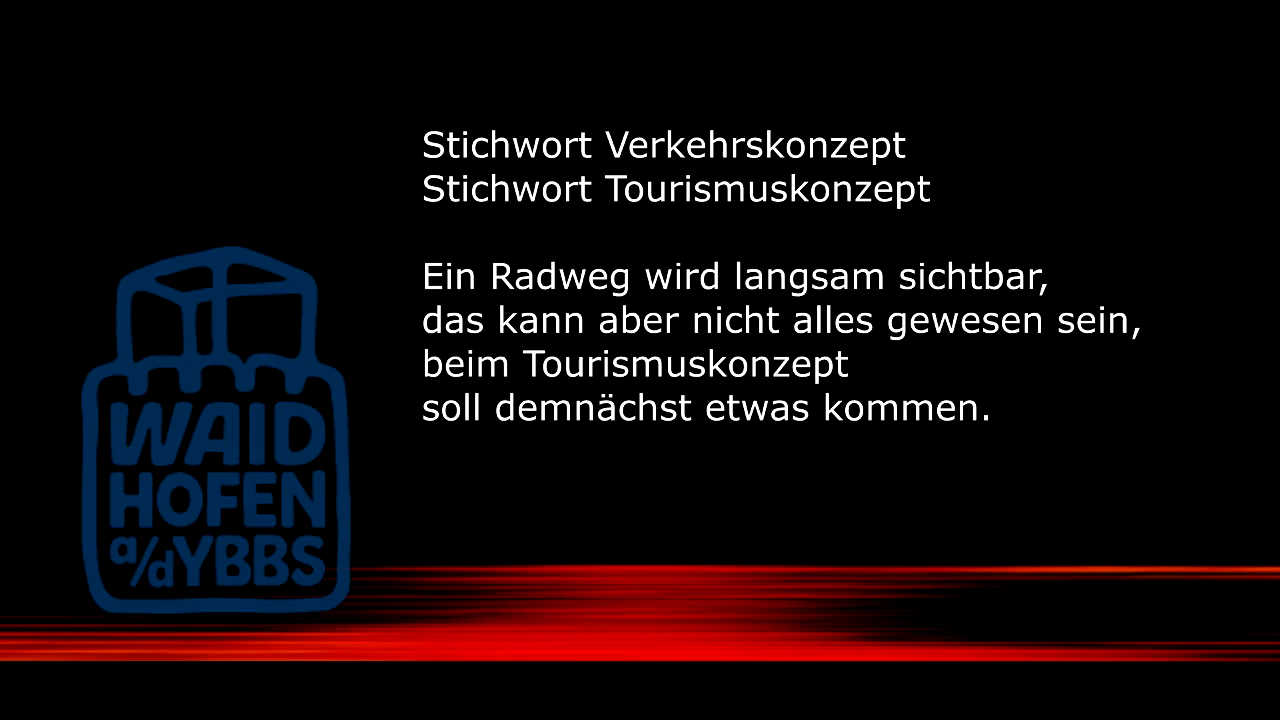 Stichwort Verkehrskonzept
Stichwort Tourismuskonzept
Ein Radweg wird langsam sichtbar,
das kann aber nicht alles gewesen sein,
beim Tourismuskonzept
soll demnächst etwas kommen.
WAID
HOFEN
a/d YBBS